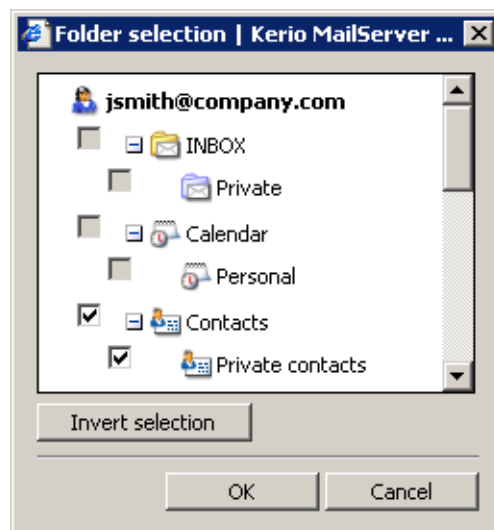 Folder selection | Kerio MailServer ...
jsmith@company.com
INBOX
Private
Calendar
Personal
Contacts
Private contacts
Invert selection
OK Cancel